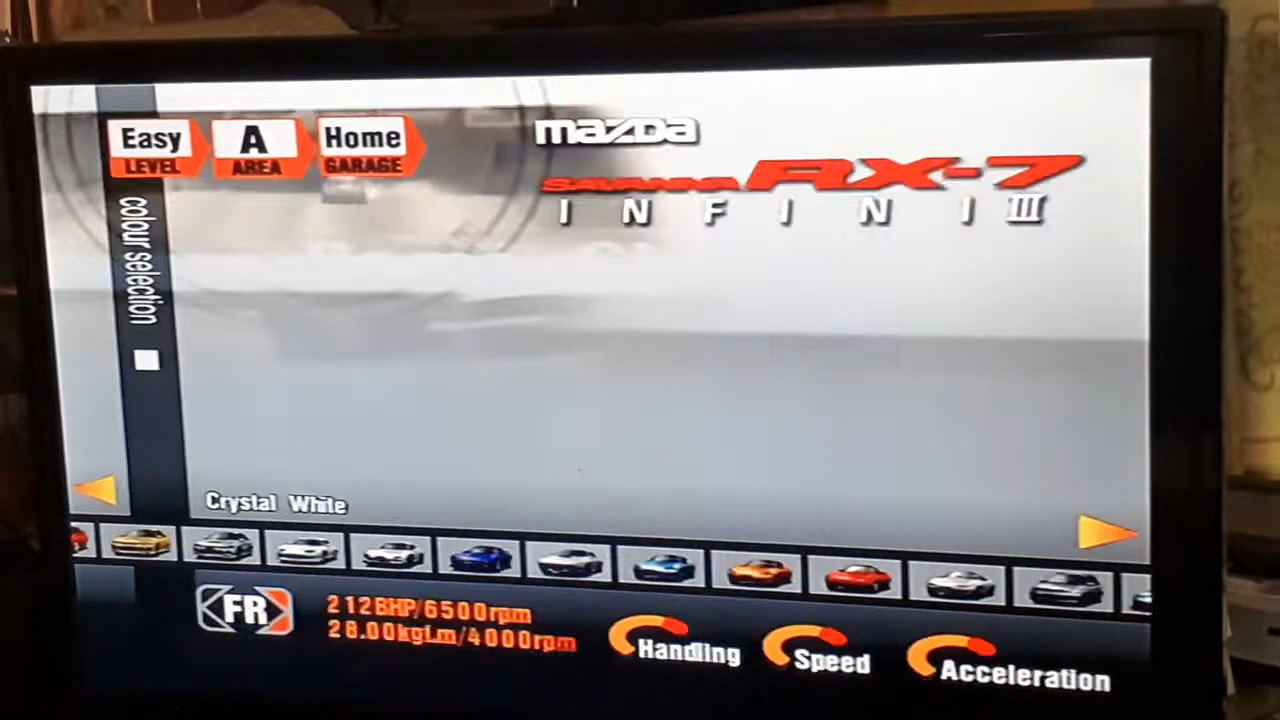 Easy
LEVEL
A
AREA
Home
GARAGE
mazda
SAVANNA RX-7
INFINI III
colour selection
Crystal White
FR
212BHP/6500rpm
28.00kgf.m/4000rpm
Handling
Speed
Acceleration